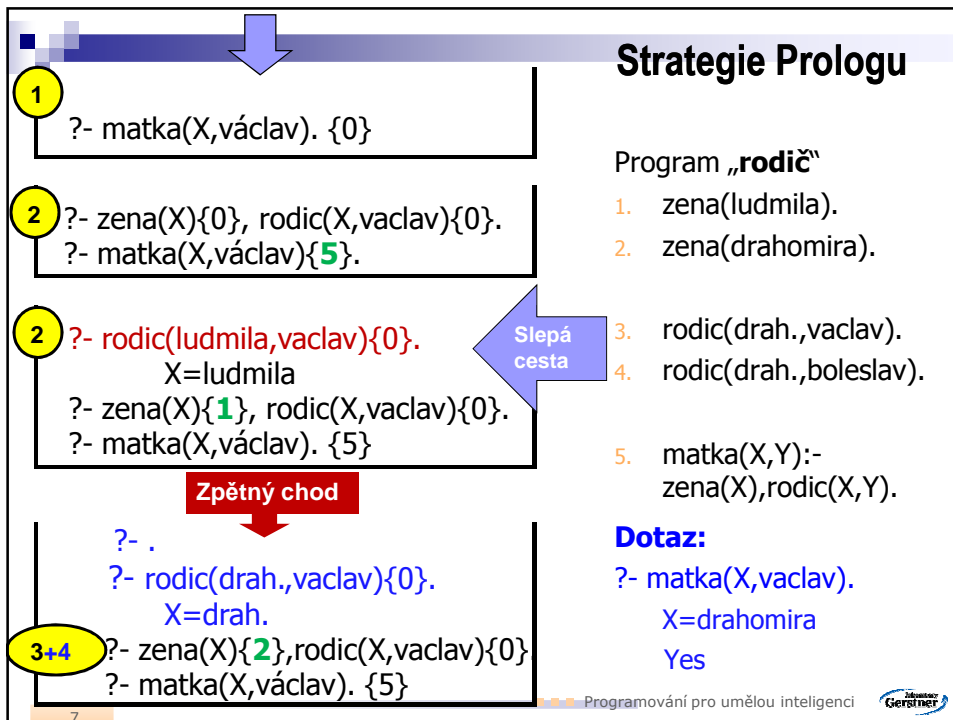 Strategie Prologu
1
?- matka(X,václav). {0}
2
?- zena(X){0}, rodic(X,vaclav){0}.
?- matka(X,václav){5}.
2
?- rodic(ludmila,vaclav){0}.
X=ludmila
?- zena(X){1}, rodic(X,vaclav){0}.
?- matka(X,václav). {5}
Slepá
cesta
Zpětný chod
?- .
?- rodic(drah.,vaclav){0}.
X=drah.
3+4
?- zena(X){2},rodic(X,vaclav){0}
?- matka(X,václav). {5}
Program „rodič“
1. zena(ludmila).
2. zena(drahomira).
3. rodic(drah.,vaclav).
4. rodic(drah.,boleslav).
5. matka(X,Y):-
zena(X),rodic(X,Y).
Dotaz:
?- matka(X,vaclav).
X=drahomira
Yes
Programování pro umělou inteligenci
Gerstner
7